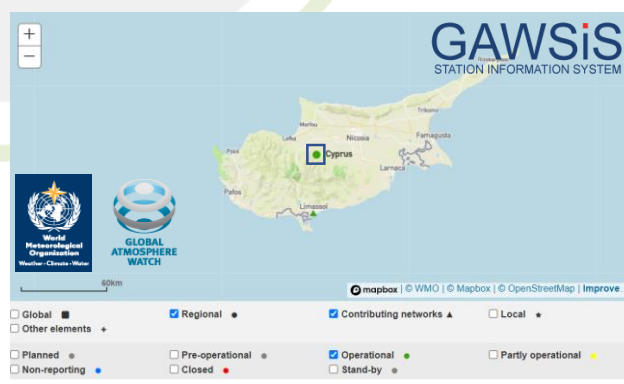 +
−
GAWSiS
STATION INFORMATION SYSTEM
Rizokarpaso
Trikomo
Morfou
Lefka
Nicosia
Famagusta
Cyprus
Larnaca
Pafos
Limassol
World
Meteorological
Organization
Weather · Climate · Water
GLOBAL
ATMOSPHERE
WATCH
60km
mapbox | © WMO | © Mapbox | © OpenStreetMap | Improve
Global
Regional
Contributing networks
Local
Other elements
Planned
Pre-operational
Operational
Partly operational
Non-reporting
Closed
Stand-by